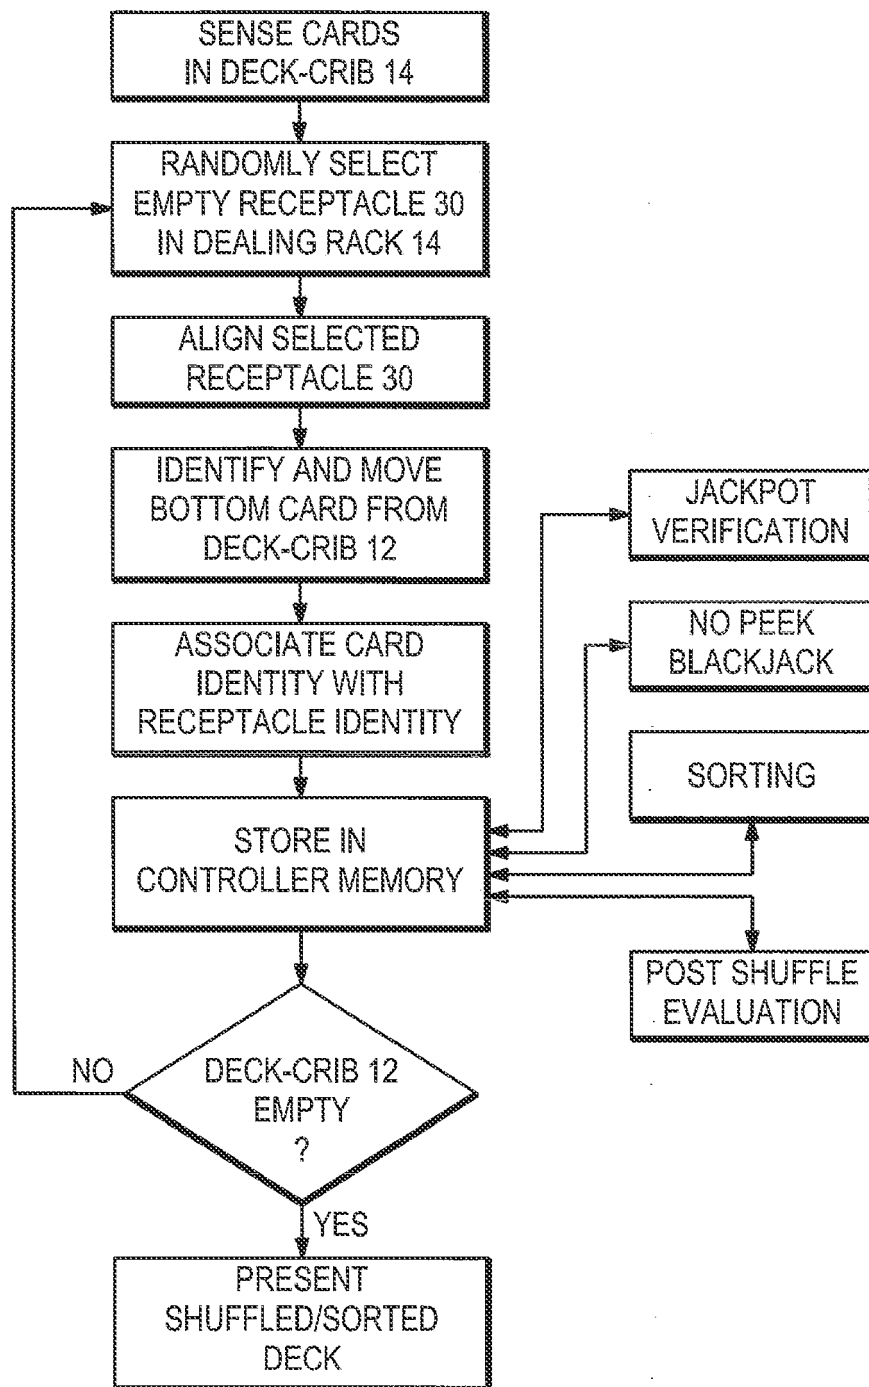 SENSE CARDS
IN DECK-CRIB 14
RANDOMLY SELECT
EMPTY RECEPTACLE 30
IN DEALING RACK 14
ALIGN SELECTED
RECEPTACLE 30
IDENTIFY AND MOVE
BOTTOM CARD FROM
DECK-CRIB 12
ASSOCIATE CARD
IDENTITY WITH
RECEPTACLE IDENTITY
STORE IN
CONTROLLER MEMORY
JACKPOT
VERIFICATION
NO PEEK
BLACKJACK
SORTING
POST SHUFFLE
EVALUATION
NO
DECK-CRIB 12
EMPTY
?
YES
PRESENT
SHUFFLED/SORTED
DECK